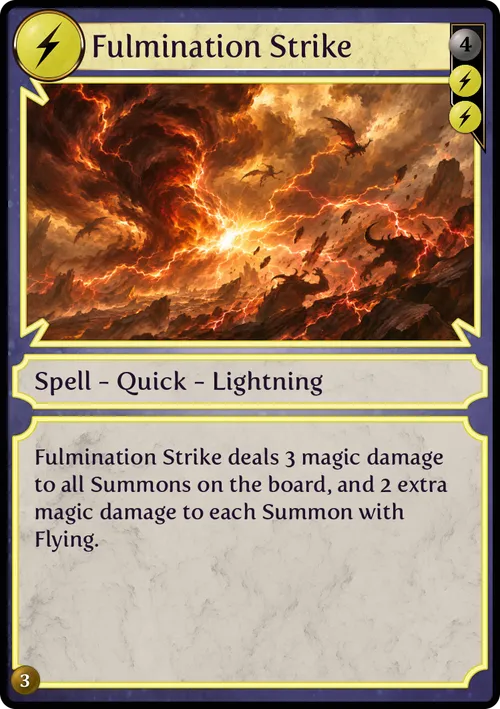 Fulmination Strike
4
Spell - Quick - Lightning
Fulmination Strike deals 3 magic damage
to all Summons on the board, and 2 extra
magic damage to each Summon with
Flying.
3